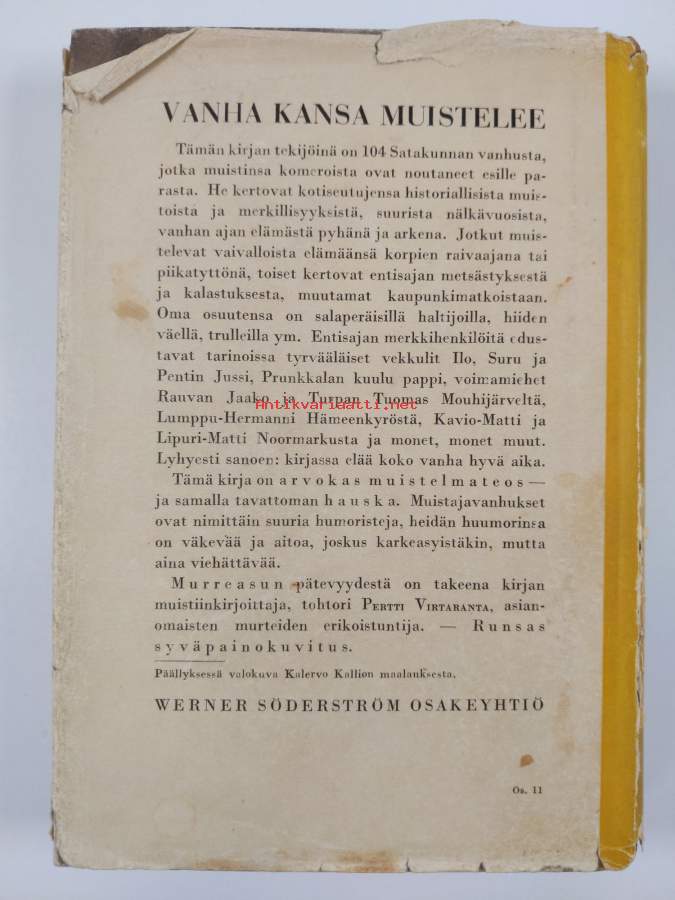 VANHA KANSA MUISTELEE
Tämän kirjan tekijöinä on 104 Satakunnan vanhusta,
jotka muistinsa komeroista ovat noutaneet esille pa-
rasta. He kertovat kotiseutujensa historiallisista muis-
toista ja merkillisyyksistä, suurista nälkävuosista,
vanhan ajan elämästä pyhänä ja arkena. Jotkut muis-
televat vaivalloista elämäänsä korpien raivaajana tai
piikatyttönä, toiset kertovat entisajan metsästyksestä
ja kalastuksesta, muutamat kaupunkimatkoistaan.
Oma osuutensa on salaperäisillä haltijoilla, hiiden
väellä, trulleilla ym. Entisajan merkkihenkilöitä edus-
tavat tarinoissa tyrvääläiset vekkulit Ilo, Suru ja
Pentin Jussi, Prunkkalan kuulu pappi, voimamiehet
Rauvan Jaako ja Turpan Tuomas Mouhijärveltä,
Antikvariaatti.net
Lumppu-Hermanni Hämeenkyröstä, Kavio-Matti ja
Lipuri-Matti Noormarkusta ja monet, monet muut.
Lyhyesti sanoen: kirjassa elää koko vanha hyvä aika.
Tämä kirja on arvokas muistelmateos —
ja samalla tavattoman hauska. Muistajavanhukset
ovat nimittäin suuria humoristeja, heidän huumorinsa
on väkevää ja aitoa, joskus karkeasyistäkin, mutta
aina viehättävää.
Murreasun pätevyydestä on takeena kirjan
muistiinkirjoittaja, tohtori PERTTI VIRTARANTA, asian-
omaisten murteiden erikoistuntija. — Runsas
syväpainokuvitus.
Päällyksessä valokuva Kalervo Kallion maalauksesta.
WERNER SÖDERSTRÖM OSAKEYHTIÖ
Os. 11